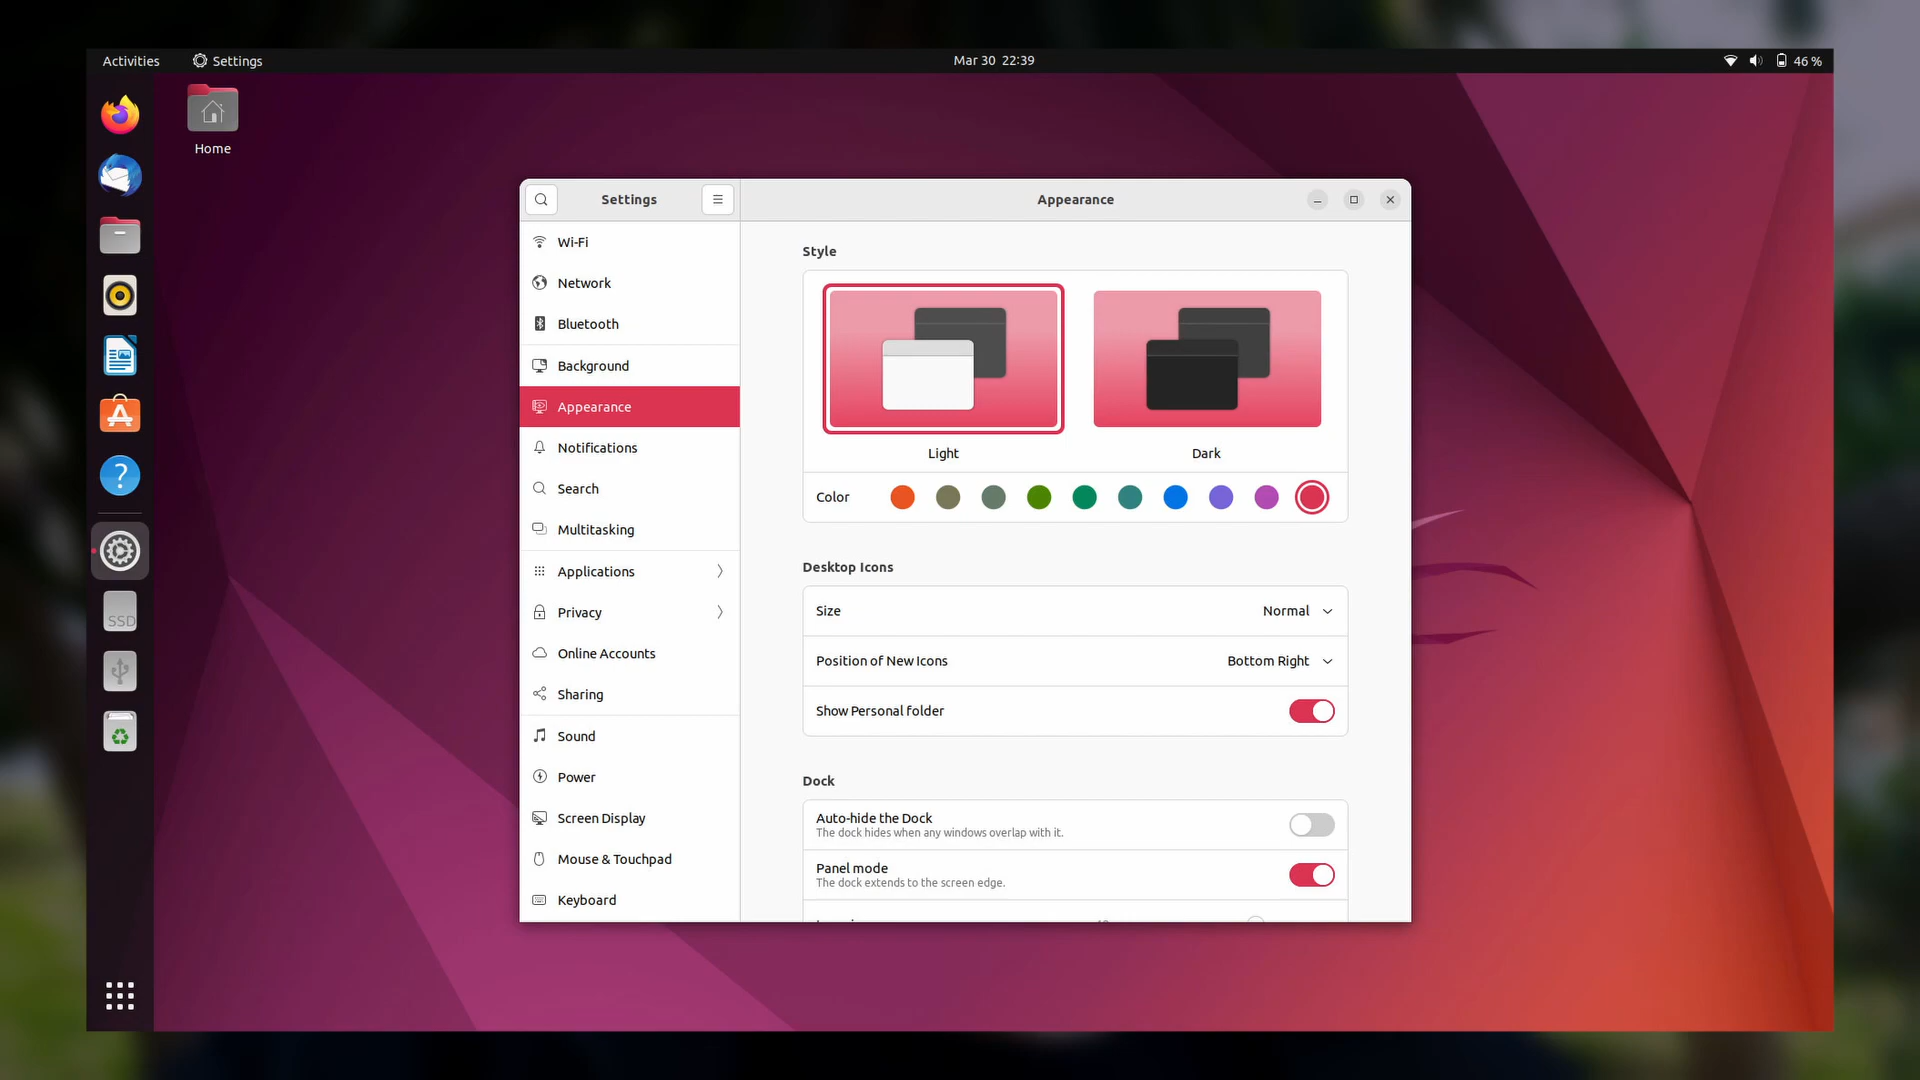 Activities
Settings
Mar 30 22:39
46 %
Home
SSD
Settings
Wi-Fi
Network
Bluetooth
Background
Appearance
Notifications
Search
Multitasking
Applications
Privacy
Online Accounts
Sharing
Sound
Power
Screen Display
Mouse & Touchpad
Keyboard
Appearance
Style
Light
Dark
Color
Desktop Icons
Size
Normal
Position of New Icons
Bottom Right
Show Personal folder
Dock
Auto-hide the Dock
The dock hides when any windows overlap with it.
Panel mode
The dock extends to the screen edge.